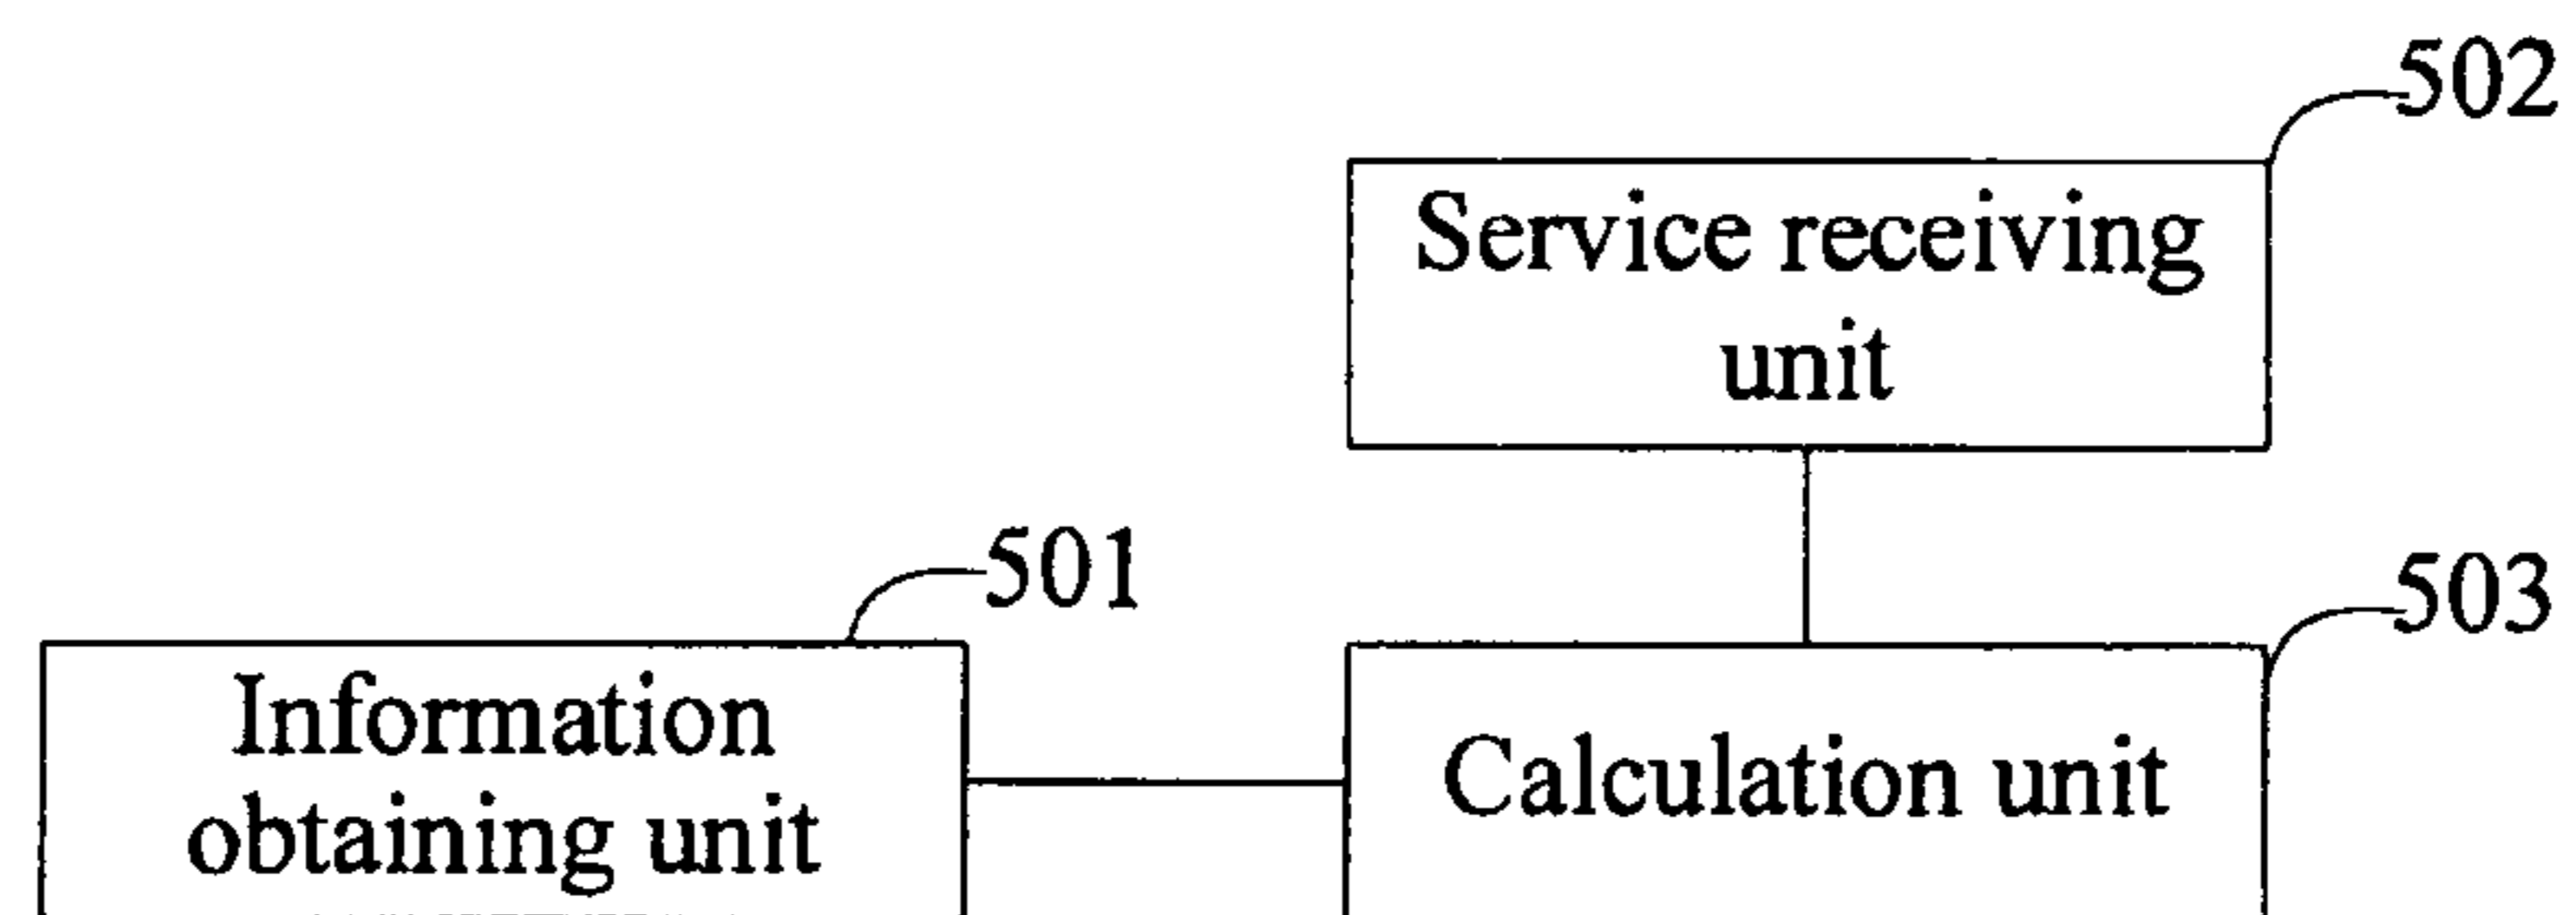 502
Service receiving
unit
501
503
Information
obtaining unit
Calculation unit